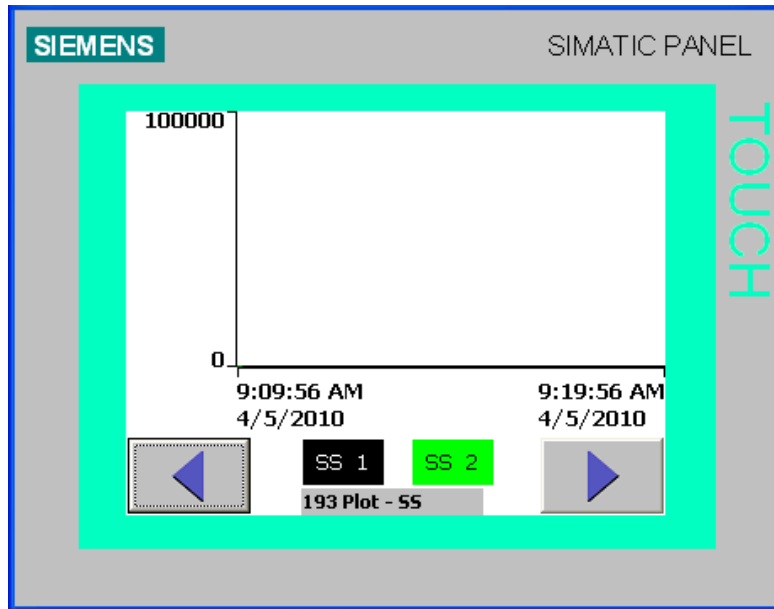 SIEMENS
SIMATIC PANEL
TOUCH
100000
0
9:09:56 AM
4/5/2010
9:19:56 AM
4/5/2010
SS 1
SS 2
193 Plot - SS